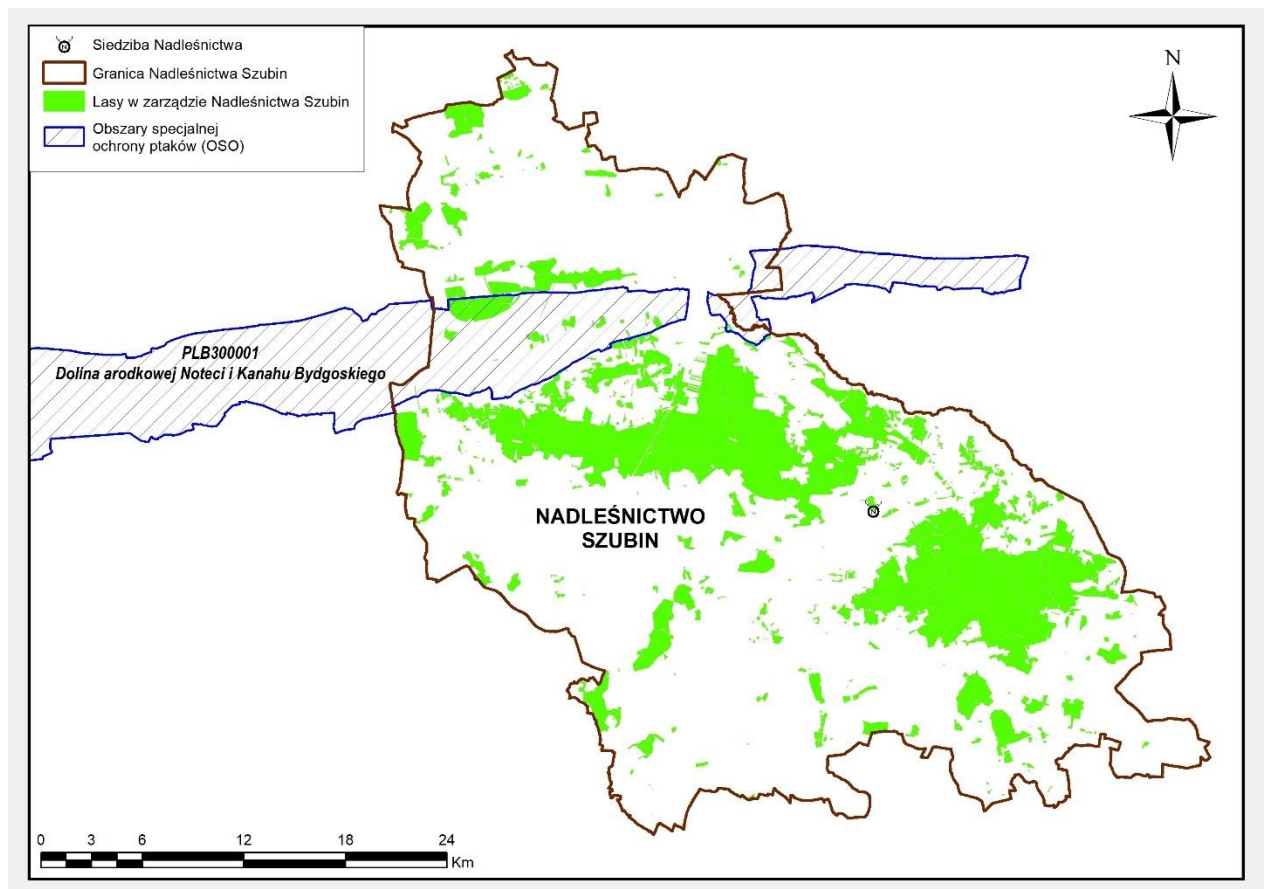 Siedziba Nadleśnictwa
Granica Nadleśnictwa Szubin
Lasy w zarządzie Nadleśnictwa Szubin
Obszary specjalnej
ochrony ptaków (OSO)
N
PLB300001
Dolina arodkowej Noteci i Kanahu Bydgoskiego
NADLEŚNICTWO
SZUBIN
N
0 3 6 12 18 24
Km